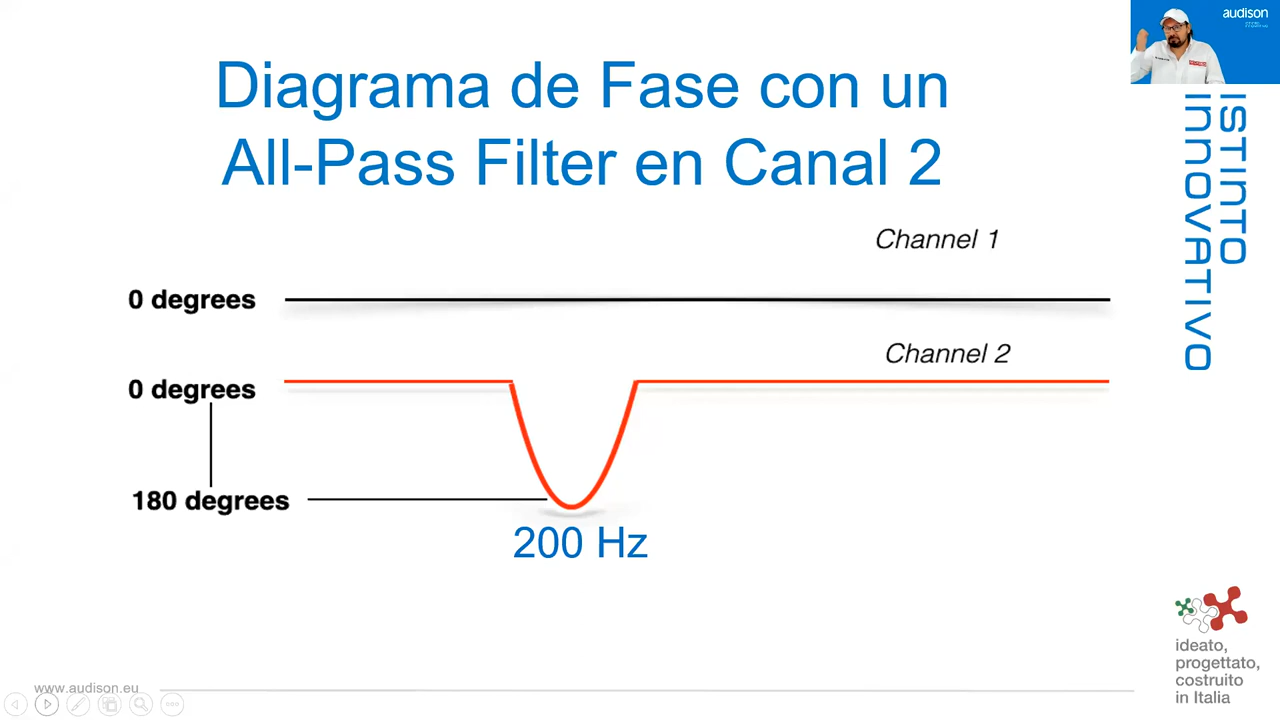 audison
Diagrama de Fase con un
All-Pass Filter en Canal 2
ISTINTO
INNOVATIVO
Channel 1
0 degrees
Channel 2
0 degrees
180 degrees
200 Hz
ideato,
progettato,
costruito
in Italia
www.audison.eu